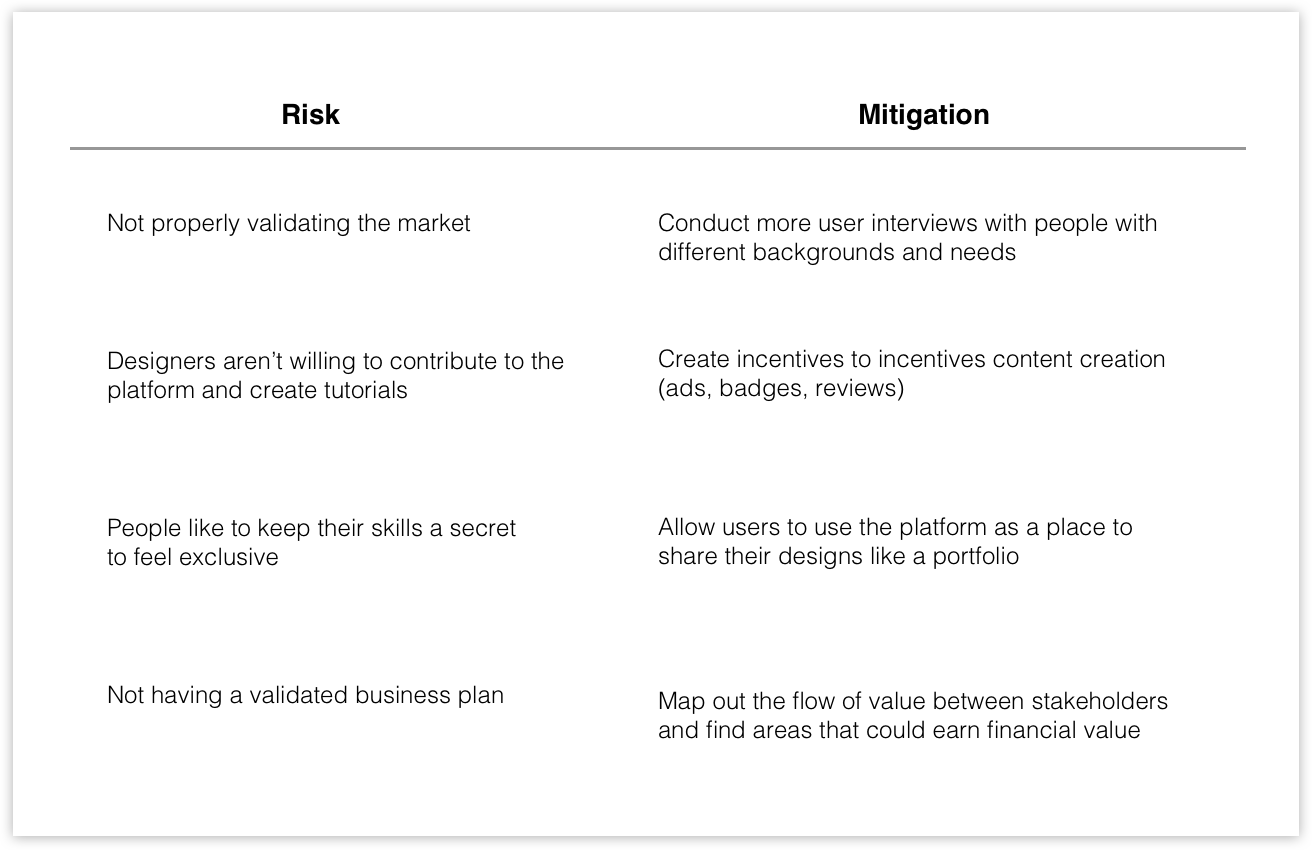 Risk
Mitigation
Not properly validating the market
Conduct more user interviews with people with
different backgrounds and needs
Designers aren’t willing to contribute to the
platform and create tutorials
Create incentives to incentives content creation
(ads, badges, reviews)
People like to keep their skills a secret
to feel exclusive
Allow users to use the platform as a place to
share their designs like a portfolio
Not having a validated business plan
Map out the flow of value between stakeholders
and find areas that could earn financial value